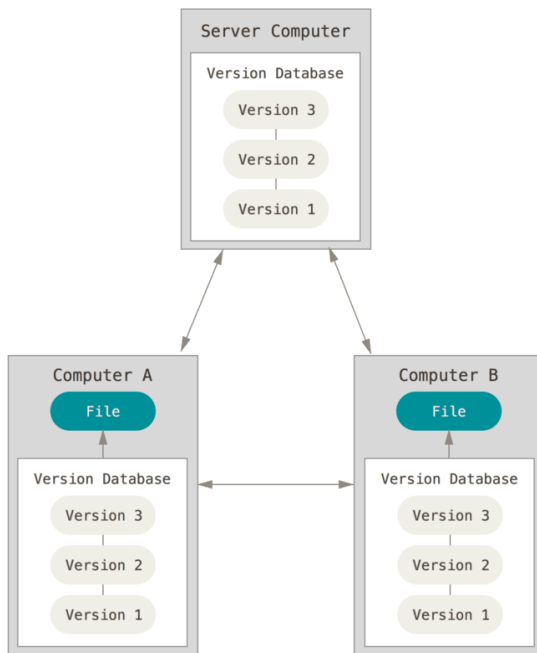 Server Computer
Version Database
Version 3
Version 2
Version 1
Computer A
File
Version Database
Version 3
Version 2
Version 1
Computer B
File
Version Database
Version 3
Version 2
Version 1